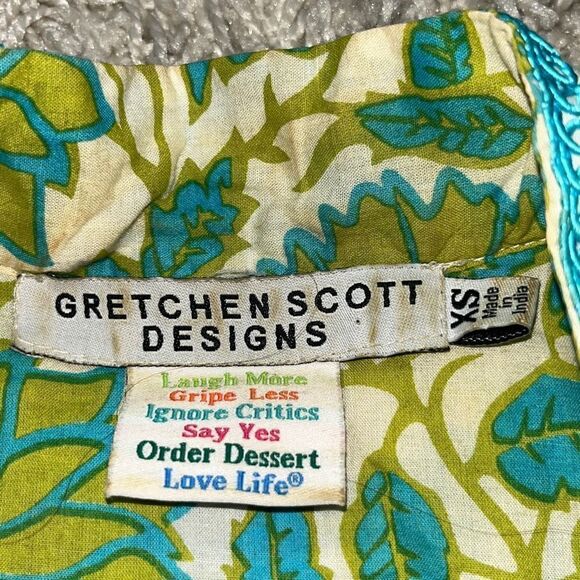 GRETCHEN SCOTT
DESIGNS
XS
Made
in
India
Laugh More
Gripe Less
Ignore Critics
Say Yes
Order Dessert
Love Life®